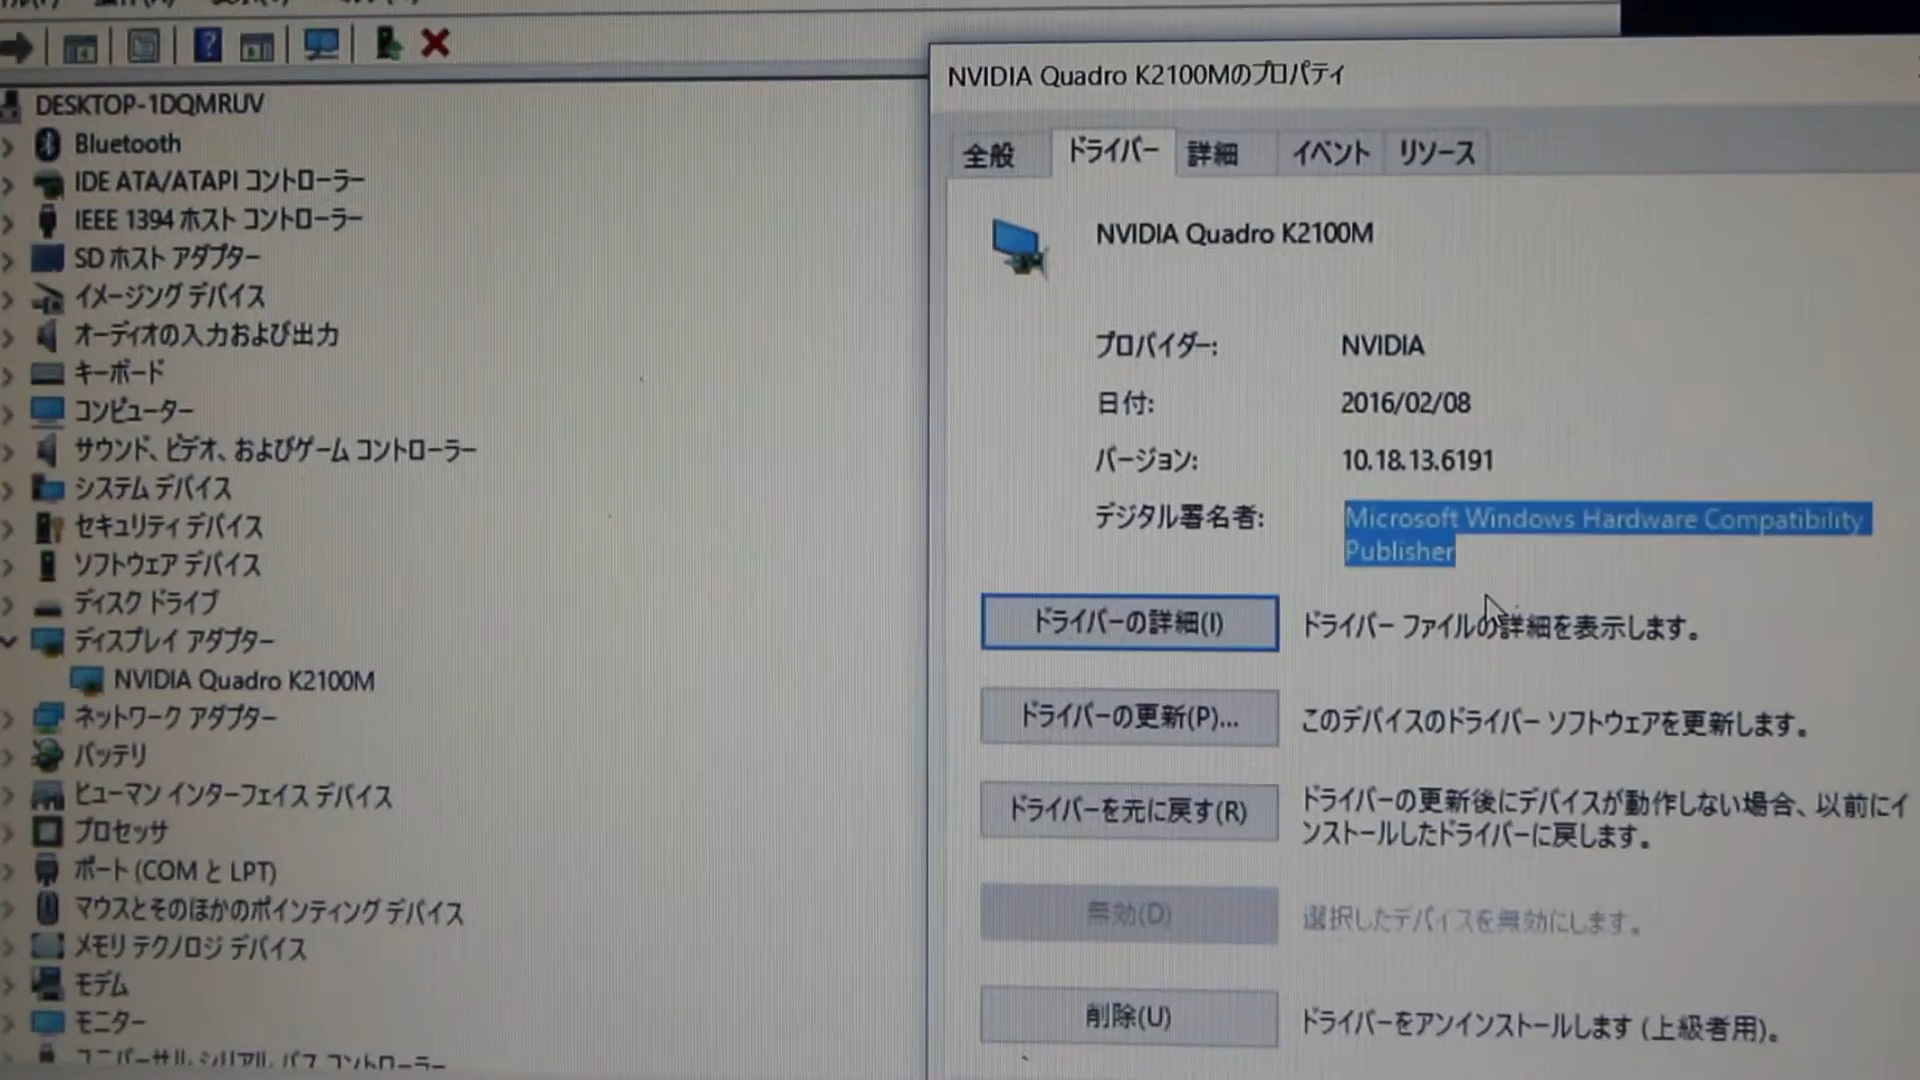 DESKTOP-1DQMRUV
Bluetooth
IDE ATA/ATAPI コントローラー
IEEE 1394 ホスト コントローラー
SD ホスト アダプター
イメージング デバイス
オーディオの入力および出力
キーボード
コンピューター
サウンド、ビデオ、およびゲーム コントローラー
システム デバイス
セキュリティ デバイス
ソフトウェア デバイス
ディスク ドライブ
ディスプレイ アダプター
NVIDIA Quadro K2100M
ネットワーク アダプター
バッテリ
ヒューマン インターフェイス デバイス
プロセッサ
ポート (COM と LPT)
マウスとそのほかのポインティング デバイス
メモリ テクノロジ デバイス
モデム
モニター
ユニバーサル シリアル バス コントローラー
NVIDIA Quadro K2100Mのプロパティ
全般 ドライバー 詳細 イベント リソース
NVIDIA Quadro K2100M
プロバイダー: NVIDIA
日付: 2016/02/08
バージョン: 10.18.13.6191
デジタル署名者: Microsoft Windows Hardware Compatibility
Publisher
ドライバーの詳細(I) ドライバー ファイルの詳細を表示します。
ドライバーの更新(P)... このデバイスのドライバー ソフトウェアを更新します。
ドライバーを元に戻す(R) ドライバーの更新後にデバイスが動作しない場合、以前にイ
ンストールしたドライバーに戻します。
無効(D) 選択したデバイスを無効にします。
削除(U) ドライバーをアンインストールします (上級者用)。